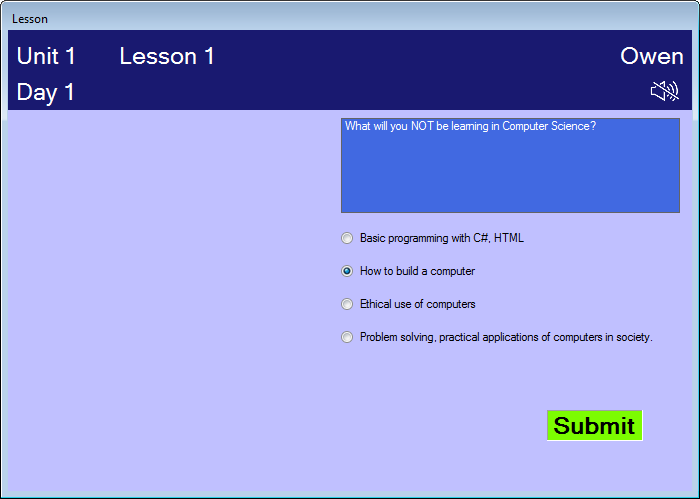 Lesson
Unit 1 Lesson 1 Owen
Day 1
What will you NOT be learning in Computer Science?
Basic programming with C#, HTML
How to build a computer
Ethical use of computers
Problem solving, practical applications of computers in society.
Submit